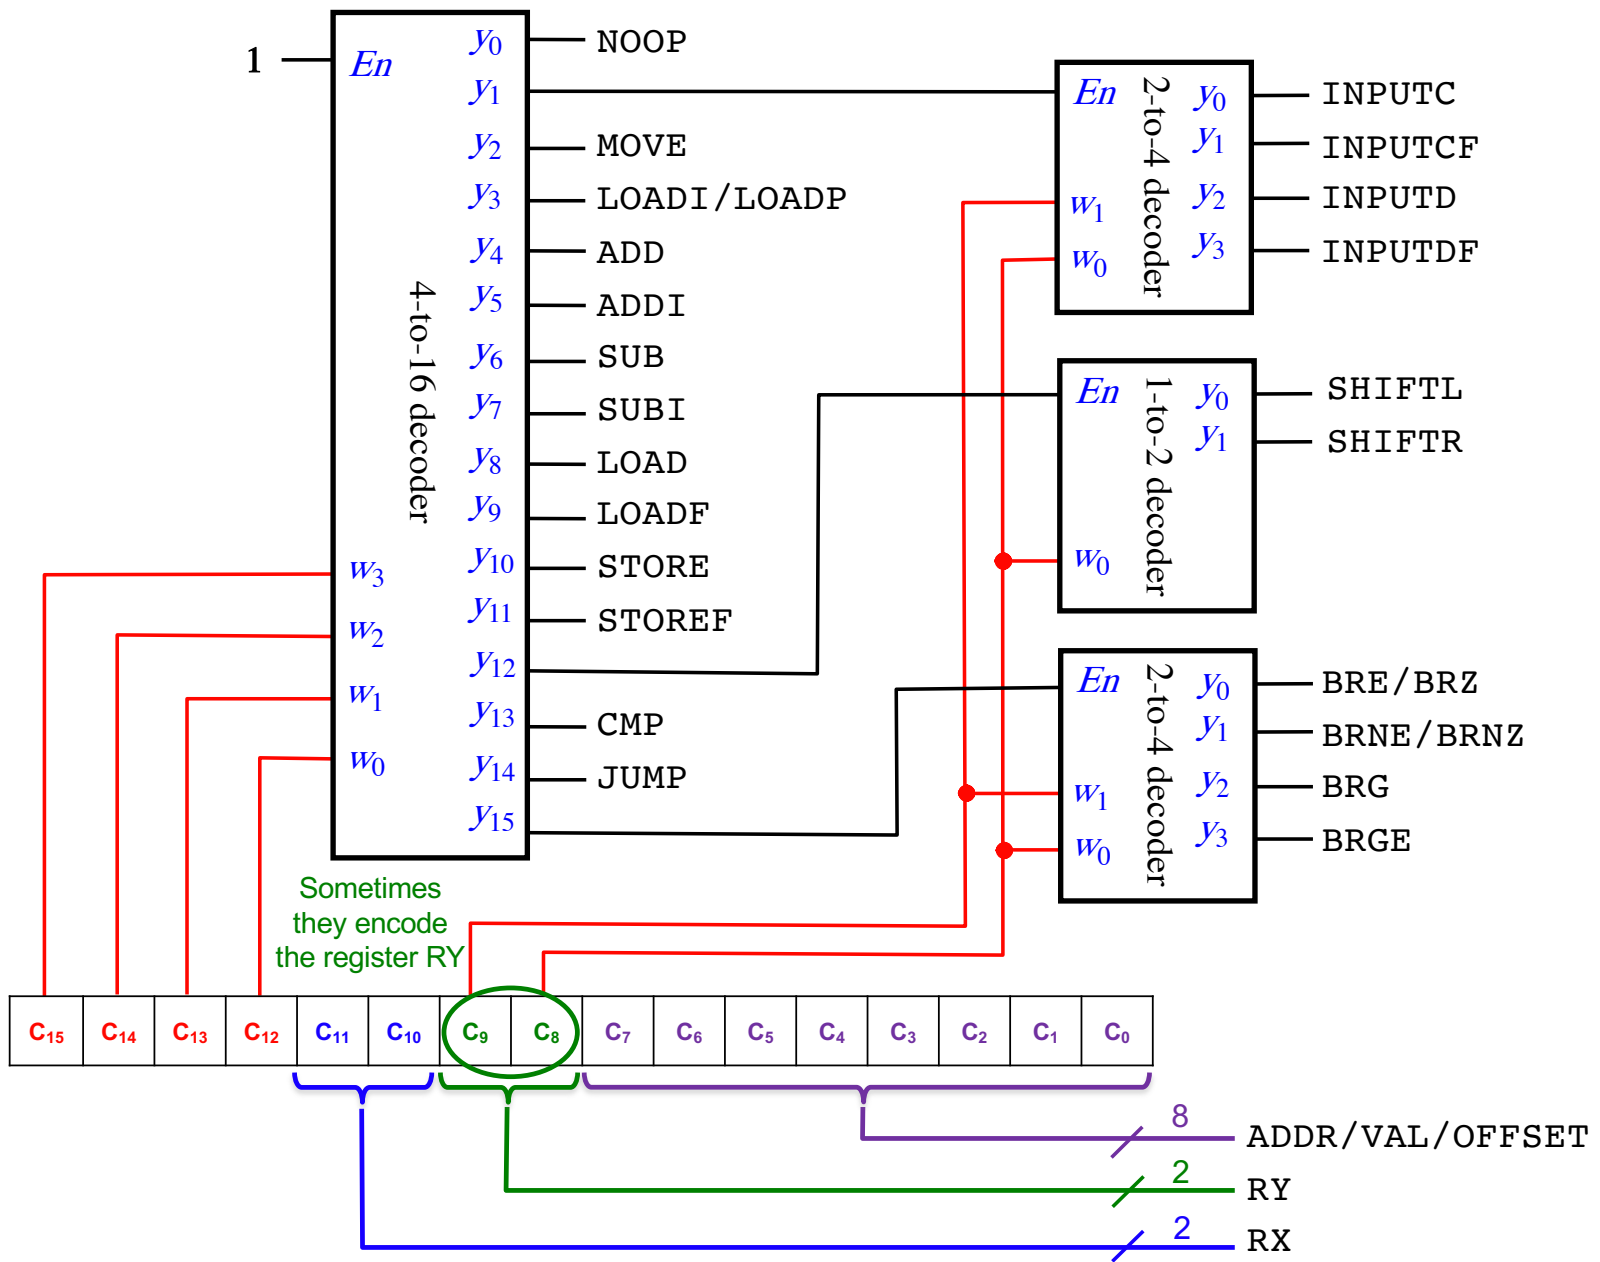 1
En
4-to-16 decoder
w3
w2
w1
w0
y0 NOOP
y1
y2 MOVE
y3 LOADI/LOADP
y4 ADD
y5 ADDI
y6 SUB
y7 SUBI
y8 LOAD
y9 LOADF
y10 STORE
y11 STOREF
y12
y13 CMP
y14 JUMP
y15
En
2-to-4 decoder
w1
w0
y0 INPUTC
y1 INPUTCF
y2 INPUTD
y3 INPUTDF
En
1-to-2 decoder
w0
y0 SHIFTL
y1 SHIFTR
En
2-to-4 decoder
w1
w0
y0 BRE/BRZ
y1 BRNE/BRNZ
y2 BRG
y3 BRGE
Sometimes
they encode
the register RY
C15 C14 C13 C12 C11 C10 C9 C8 C7 C6 C5 C4 C3 C2 C1 C0
8 ADDR/VAL/OFFSET
2 RY
2 RX